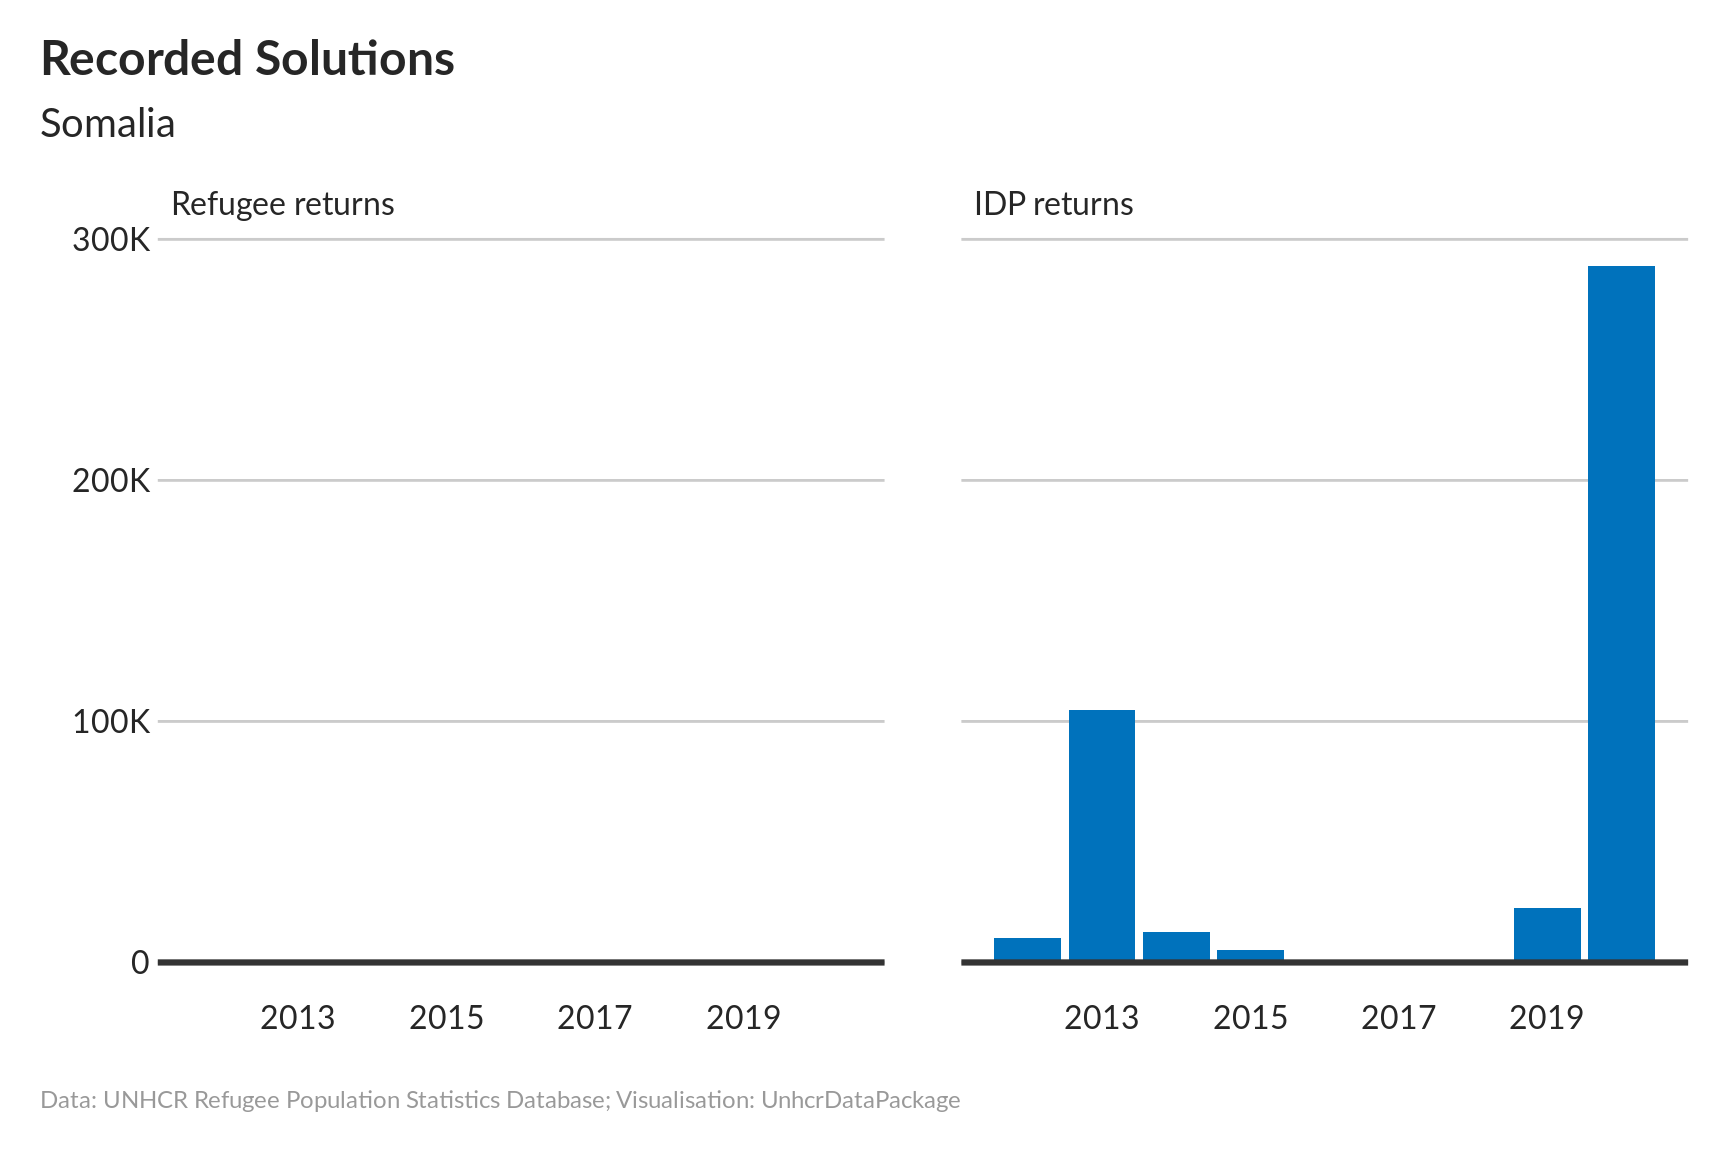 Recorded Solutions
Somalia
Refugee returns
IDP returns
300K
200K
100K
0
2013 2015 2017 2019
2013 2015 2017 2019
Data: UNHCR Refugee Population Statistics Database; Visualisation: UnhcrDataPackage